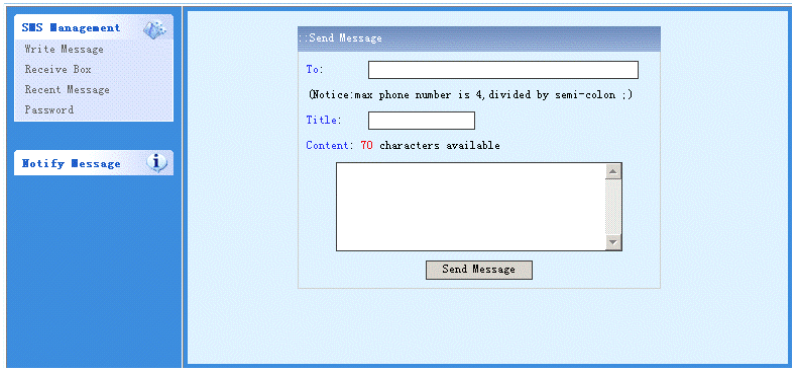 SMS Management
Write Message
Receive Box
Recent Message
Password
Notify Message
::Send Message
To:
(Notice:max phone number is 4,divided by semi-colon ;)
Title:
Content: 70 characters available
Send Message